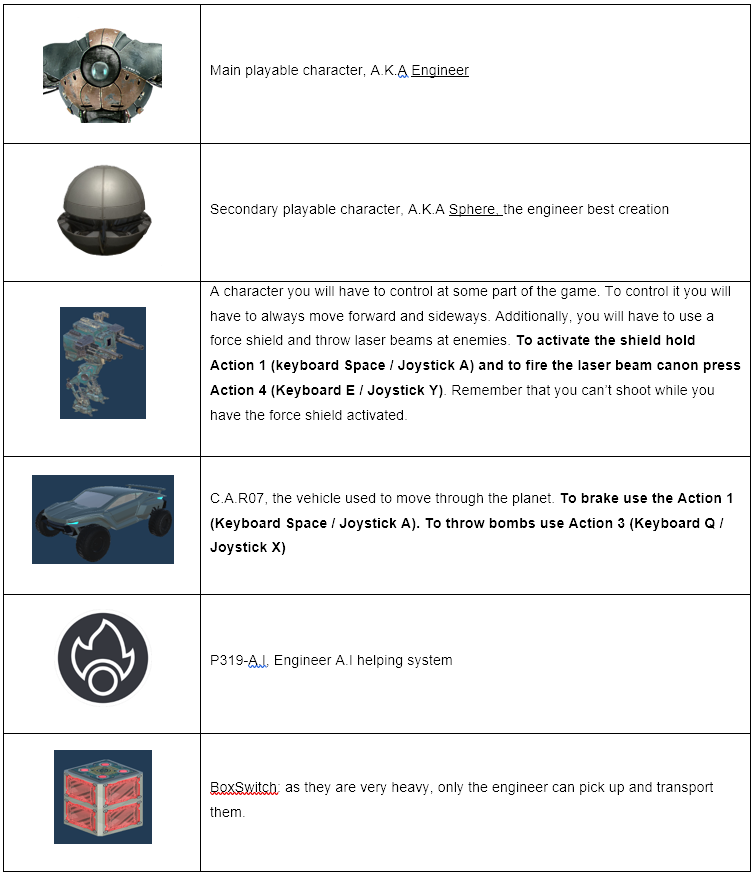 Main playable character, A.K.A Engineer
Secondary playable character, A.K.A Sphere, the engineer best creation
A character you will have to control at some part of the game. To control it you will
have to always move forward and sideways. Additionally, you will have to use a
force shield and throw laser beams at enemies. To activate the shield hold
Action 1 (keyboard Space / Joystick A) and to fire the laser beam canon press
Action 4 (Keyboard E / Joystick Y). Remember that you can’t shoot while you
have the force shield activated.
C.A.R07, the vehicle used to move through the planet. To brake use the Action 1
(Keyboard Space / Joystick A). To throw bombs use Action 3 (Keyboard Q /
Joystick X)
P319-A.I. Engineer A.I helping system
BoxSwitch: as they are very heavy, only the engineer can pick up and transport
them.